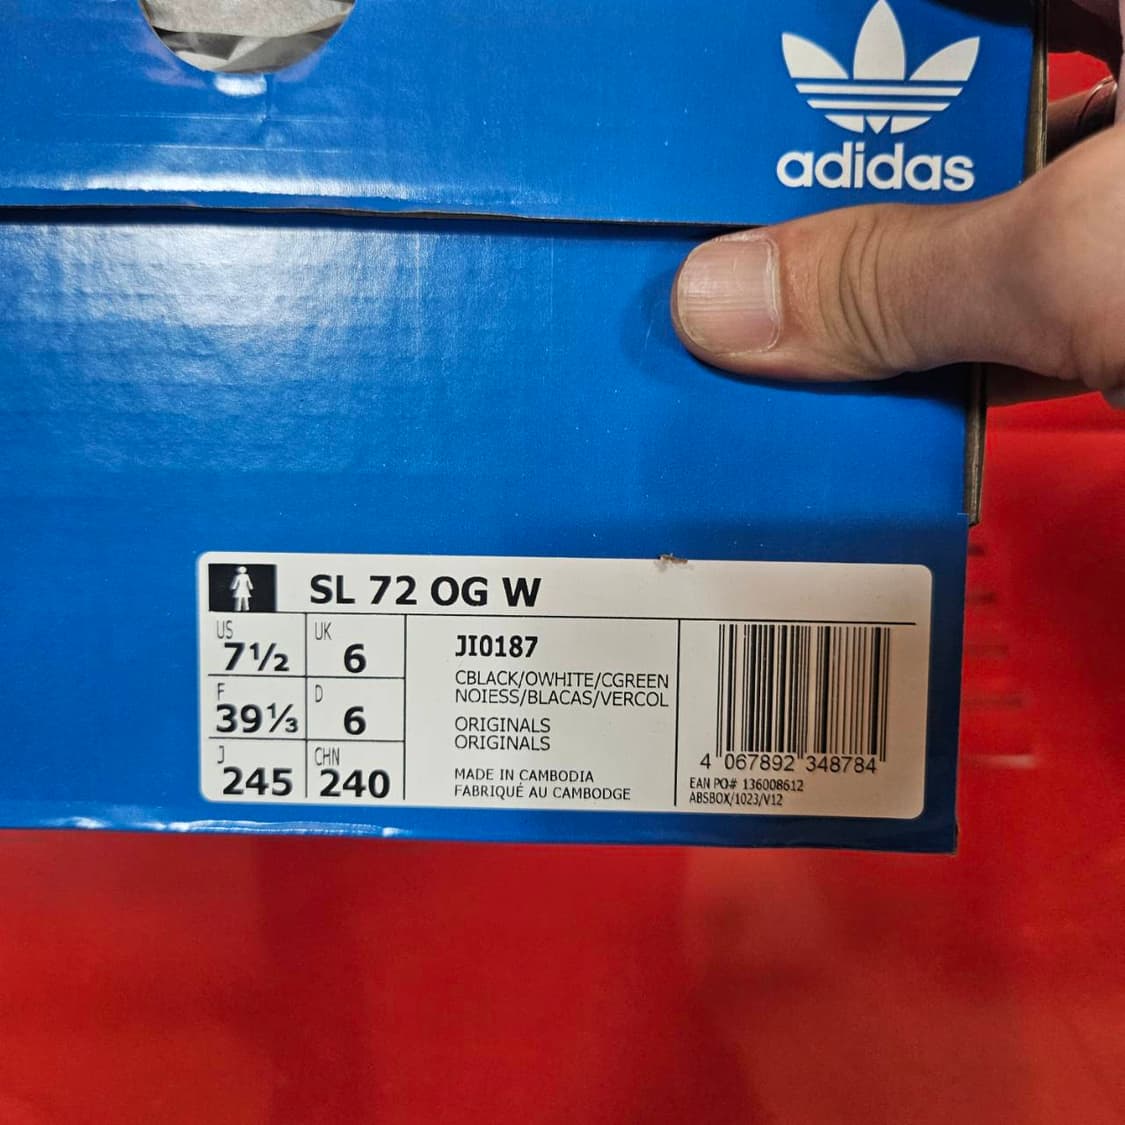 adidas
SL 72 OG W
US
7½
UK
6
F
39⅓
D
6
J
245
CHN
240
JI0187
CBLACK/OWHITE/CGREEN
NOIESS/BLACAS/VERCOL
ORIGINALS
ORIGINALS
MADE IN CAMBODIA
FABRIQUÉ AU CAMBODGE
4 067892 348784
EAN PO# 136008612
ABSBOX/1023/V12